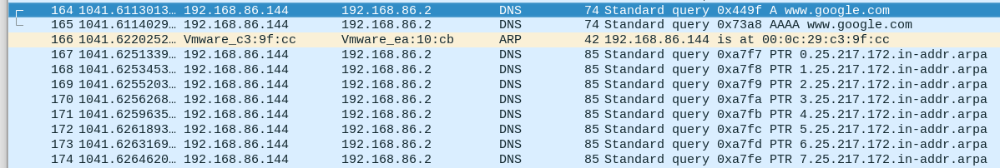 164 1041.6113013… 192.168.86.144 192.168.86.2 DNS 74 Standard query 0x449f A www.google.com
165 1041.6114029… 192.168.86.144 192.168.86.2 DNS 74 Standard query 0x73a8 AAAA www.google.com
166 1041.6220252… Vmware_c3:9f:cc Vmware_ea:10:cb ARP 42 192.168.86.144 is at 00:0c:29:c3:9f:cc
167 1041.6251339… 192.168.86.144 192.168.86.2 DNS 85 Standard query 0xa7f7 PTR 0.25.217.172.in-addr.arpa
168 1041.6253453… 192.168.86.144 192.168.86.2 DNS 85 Standard query 0xa7f8 PTR 1.25.217.172.in-addr.arpa
169 1041.6255203… 192.168.86.144 192.168.86.2 DNS 85 Standard query 0xa7f9 PTR 2.25.217.172.in-addr.arpa
170 1041.6256268… 192.168.86.144 192.168.86.2 DNS 85 Standard query 0xa7fa PTR 3.25.217.172.in-addr.arpa
171 1041.6259635… 192.168.86.144 192.168.86.2 DNS 85 Standard query 0xa7fb PTR 4.25.217.172.in-addr.arpa
172 1041.6261893… 192.168.86.144 192.168.86.2 DNS 85 Standard query 0xa7fc PTR 5.25.217.172.in-addr.arpa
173 1041.6263169… 192.168.86.144 192.168.86.2 DNS 85 Standard query 0xa7fd PTR 6.25.217.172.in-addr.arpa
174 1041.6264620… 192.168.86.144 192.168.86.2 DNS 85 Standard query 0xa7fe PTR 7.25.217.172.in-addr.arpa